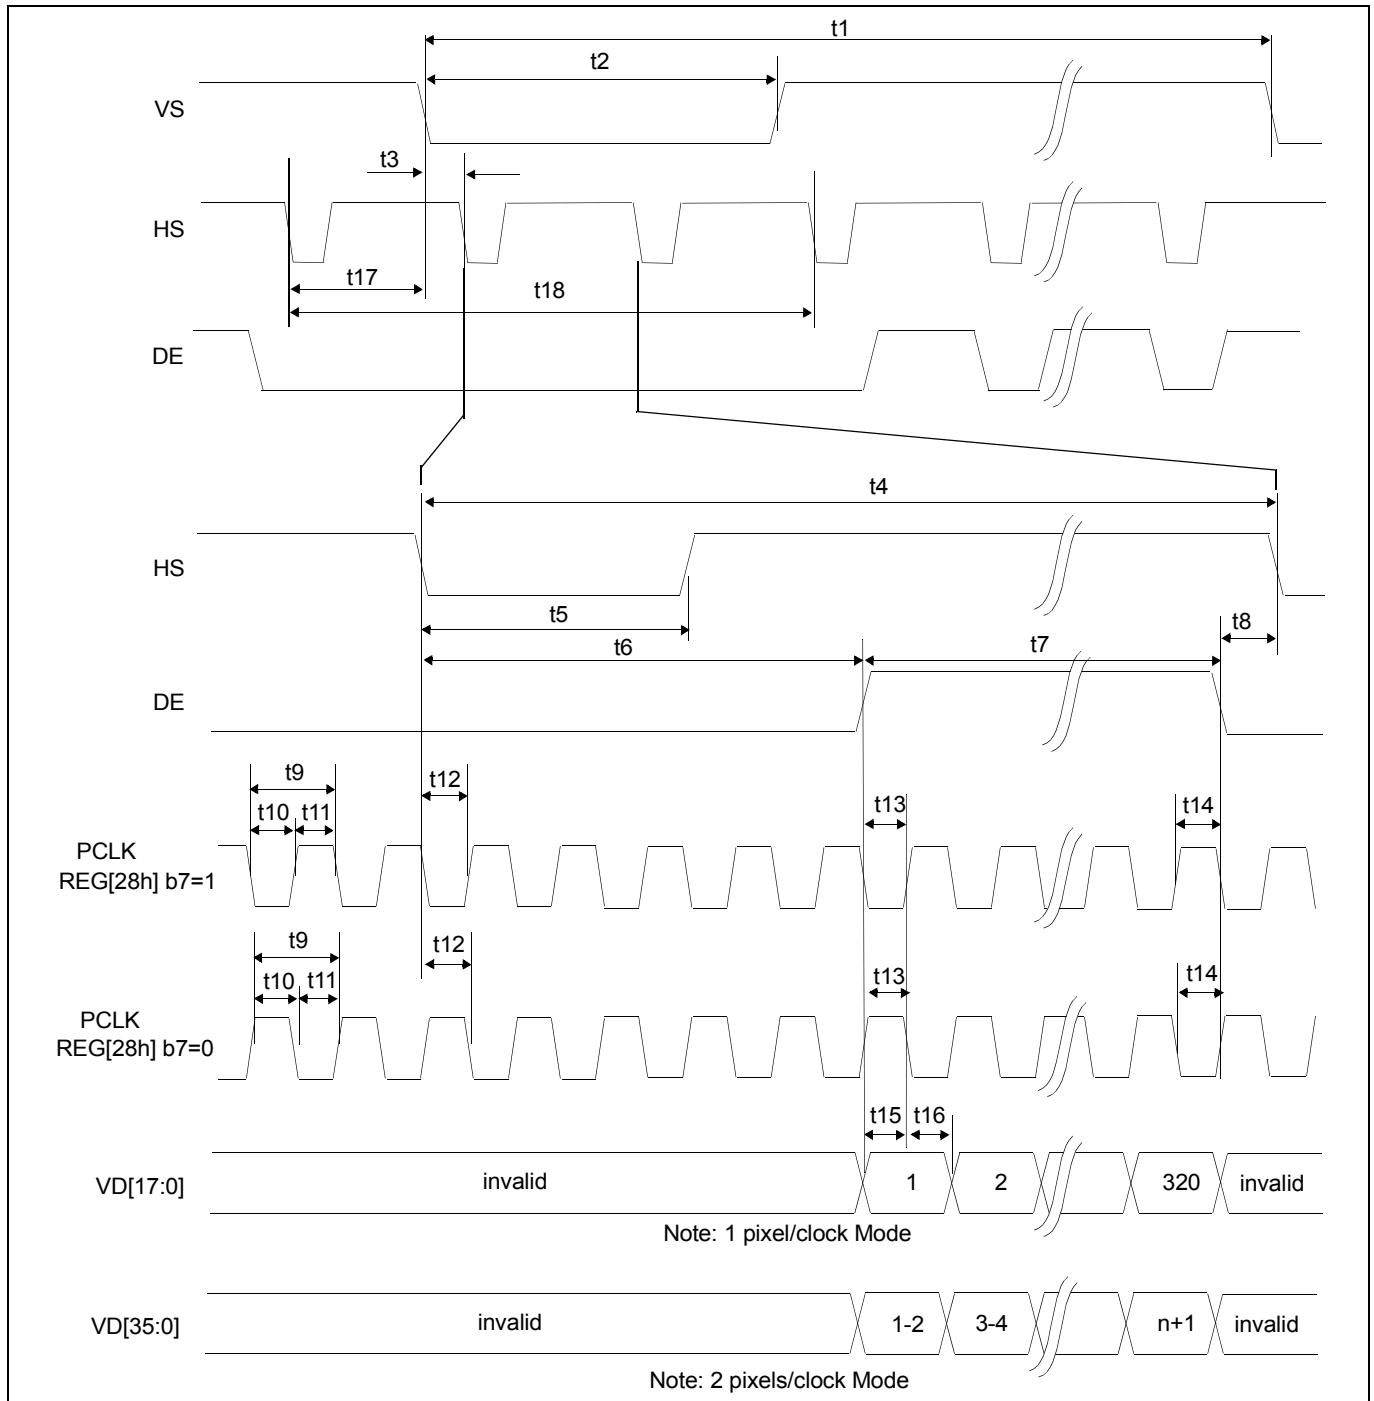 t1
t2
VS
t3
HS
t17
t18
DE
t4
HS
t5
t8
t6
t7
DE
t9
t12
t10
t11
t13
t14
PCLK
REG[28h] b7=1
t9
t12
t10
t11
t13
t14
PCLK
REG[28h] b7=0
t15
t16
VD[17:0]
invalid
1
2
320
invalid
Note: 1 pixel/clock Mode
VD[35:0]
invalid
1-2
3-4
n+1
invalid
Note: 2 pixels/clock Mode